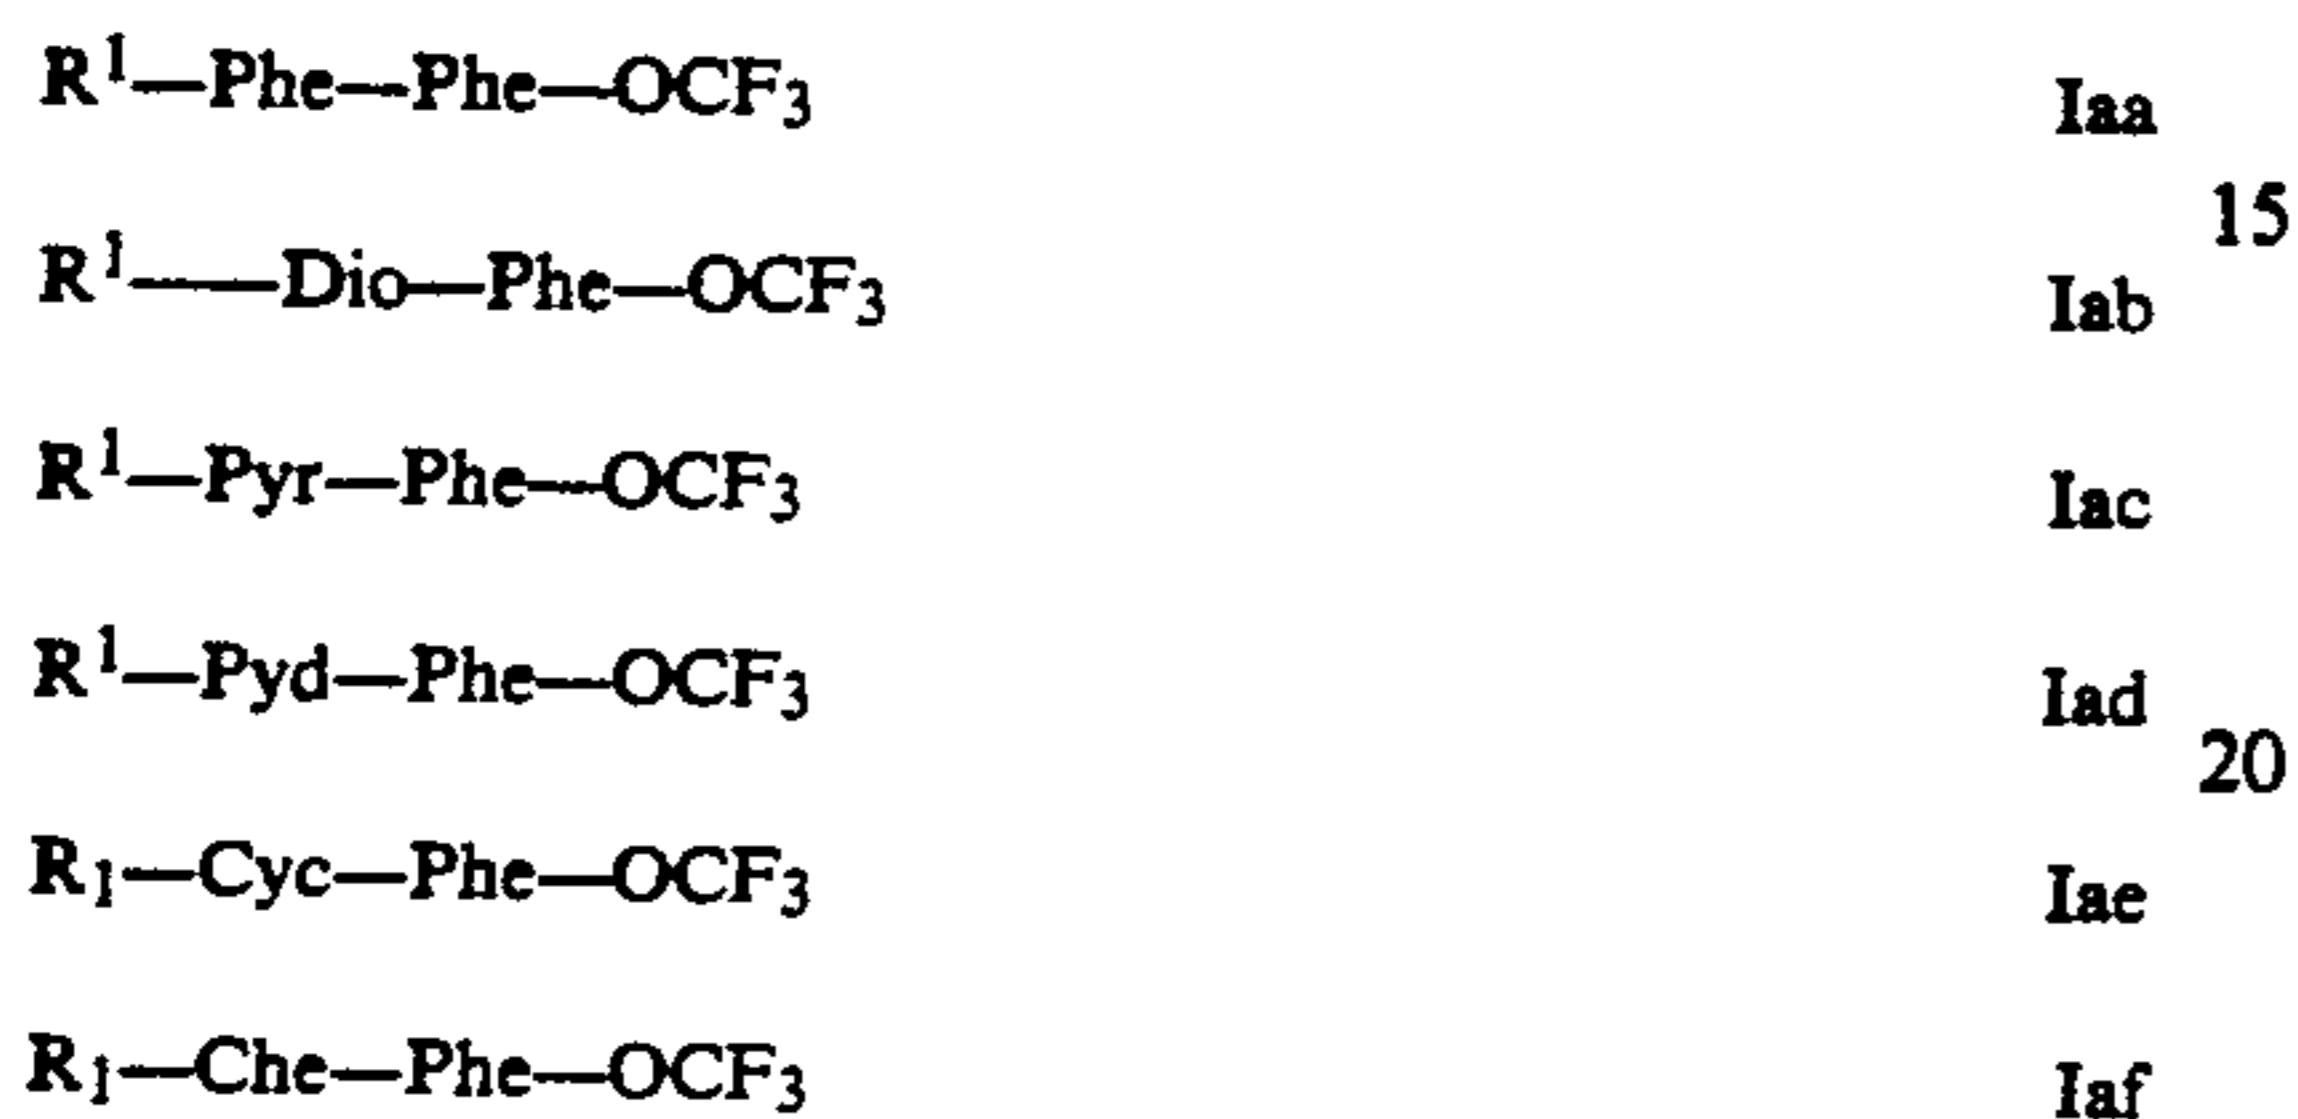 R¹—Phe—Phe—OCF₃ Iaa
15
R¹—Dio—Phe—OCF₃ Iab
R¹—Pyr—Phe—OCF₃ Iac
R¹—Pyd—Phe—OCF₃ Iad
20
R₁—Cyc—Phe—OCF₃ Iae
R₁—Che—Phe—OCF₃ Iaf